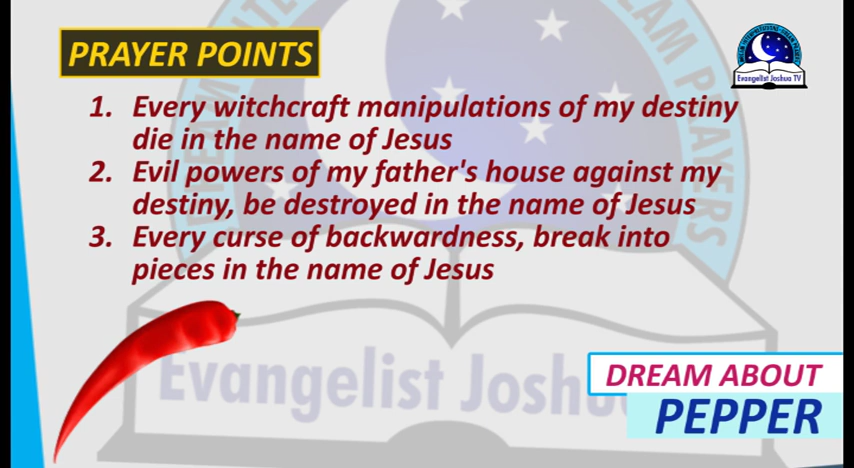 PRAYER POINTS
Evangelist Joshua TV
1. Every witchcraft manipulations of my destiny
die in the name of Jesus
2. Evil powers of my father's house against my
destiny, be destroyed in the name of Jesus
3. Every curse of backwardness, break into
pieces in the name of Jesus
Evangelist Joshu
DREAM ABOUT
PEPPER